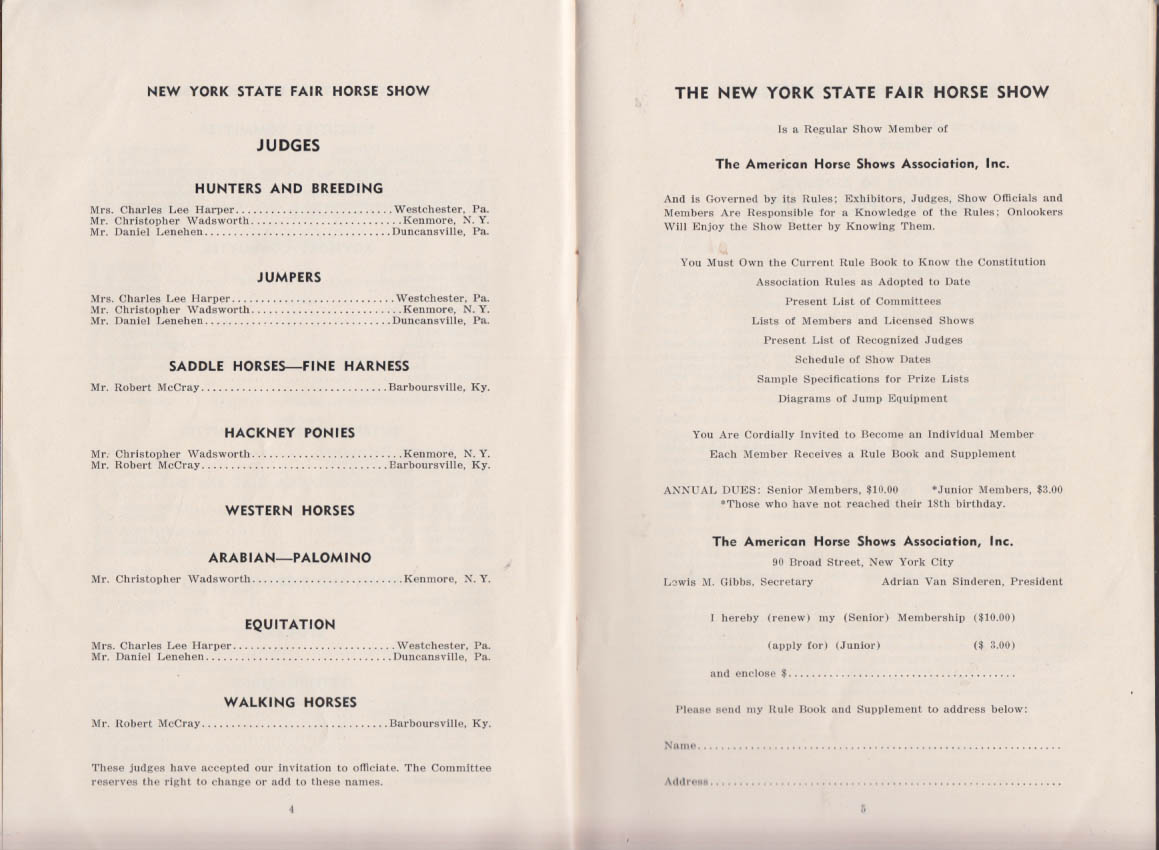 NEW YORK STATE FAIR HORSE SHOW
JUDGES
HUNTERS AND BREEDING
Mrs. Charles Lee Harper...........................Westchester, Pa.
Mr. Christopher Wadsworth..........................Kenmore, N. Y.
Mr. Daniel Lenehen................................Duncansville, Pa.
JUMPERS
Mrs. Charles Lee Harper............................Westchester, Pa.
Mr. Christopher Wadsworth..........................Kenmore, N. Y.
Mr. Daniel Lenehen................................Duncansville, Pa.
SADDLE HORSES—FINE HARNESS
Mr. Robert McCray................................Barboursville, Ky.
HACKNEY PONIES
Mr. Christopher Wadsworth..........................Kenmore, N. Y.
Mr. Robert McCray................................Barboursville, Ky.
WESTERN HORSES
ARABIAN—PALOMINO
Mr. Christopher Wadsworth..........................Kenmore, N. Y.
EQUITATION
Mrs. Charles Lee Harper............................Westchester, Pa.
Mr. Daniel Lenehen................................Duncansville, Pa.
WALKING HORSES
Mr. Robert McCray................................Barboursville, Ky.
These judges have accepted our invitation to officiate. The Committee
reserves the right to change or add to these names.
4
THE NEW YORK STATE FAIR HORSE SHOW
Is a Regular Show Member of
The American Horse Shows Association, Inc.
And is Governed by its Rules; Exhibitors, Judges, Show Officials and
Members Are Responsible for a Knowledge of the Rules; Onlookers
Will Enjoy the Show Better by Knowing Them.
You Must Own the Current Rule Book to Know the Constitution
Association Rules as Adopted to Date
Present List of Committees
Lists of Members and Licensed Shows
Present List of Recognized Judges
Schedule of Show Dates
Sample Specifications for Prize Lists
Diagrams of Jump Equipment
You Are Cordially Invited to Become an Individual Member
Each Member Receives a Rule Book and Supplement
ANNUAL DUES: Senior Members, $10.00 *Junior Members, $3.00
*Those who have not reached their 18th birthday.
The American Horse Shows Association, Inc.
90 Broad Street, New York City
Lewis M. Gibbs, Secretary Adrian Van Sinderen, President
I hereby (renew) my (Senior) Membership ($10.00)
(apply for) (Junior) ($ 3.00)
and enclose $.......................................
Please send my Rule Book and Supplement to address below:
Name..............................................................
Address............................................................
5